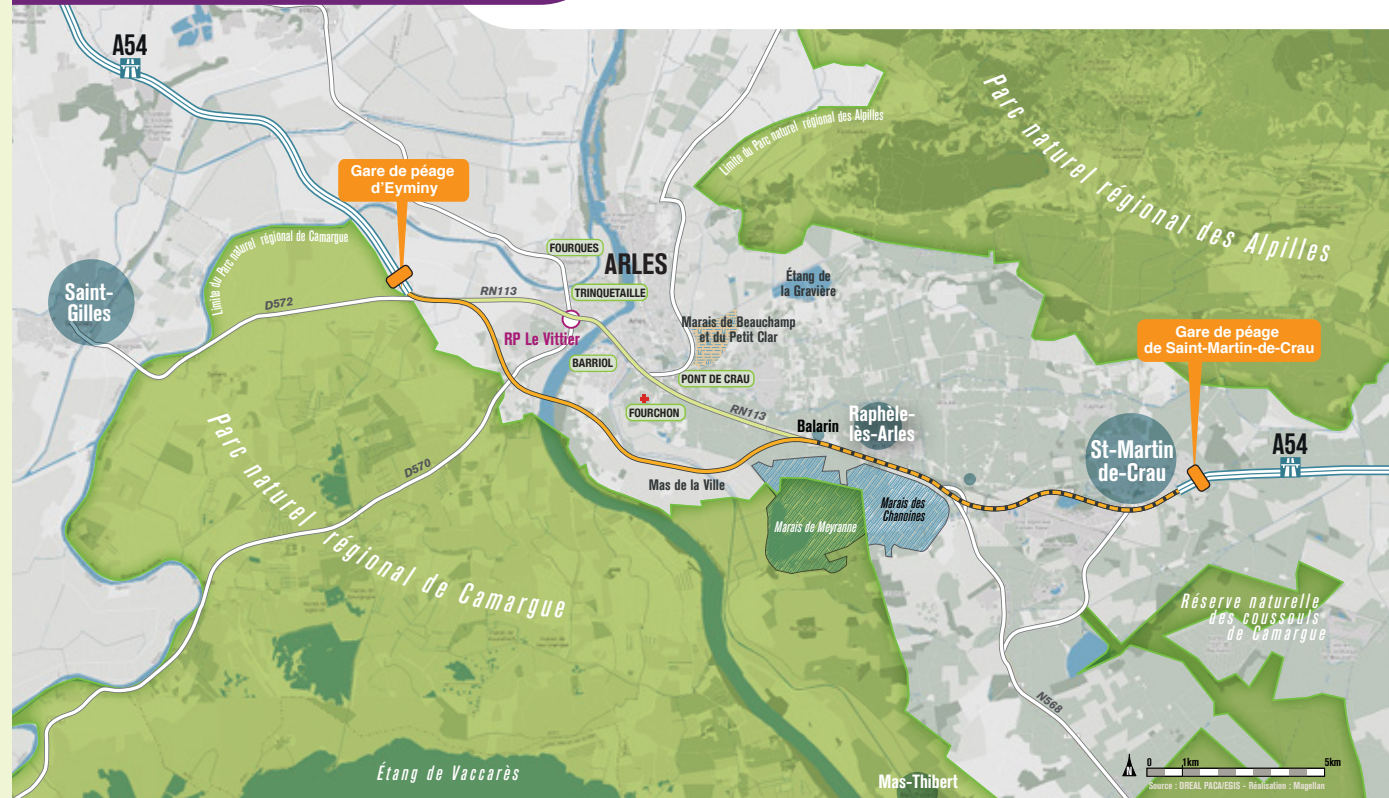 A54
Gare de péage
d'Eyminy
Limite du Parc naturel régional des Alpilles
Parc naturel régional des Alpilles
Limite du Parc naturel régional de Camargue
Saint-
Gilles
D572
RN113
FOURQUES
ARLES
TRINQUETAILLE
RP Le Vittier
BARRIOL
Étang de
la Gravière
Marais de Beauchamp
et du Petit Clar
PONT DE CRAU
FOURCHON
RN113
Gare de péage
de Saint-Martin-de-Crau
Balarin
Raphèle-
lès-Arles
St-Martin
de-Crau
A54
D570
Mas de la Ville
Marais de Meyranne
Marais des
Chanoines
Parc naturel régional de Camargue
Réserve naturelle
des coussouls
de Camargue
N568
Étang de Vaccarès
Mas-Thibert
N
0 1km 5km
Source : DREAL PACA/EGIS - Réalisation : Magellan